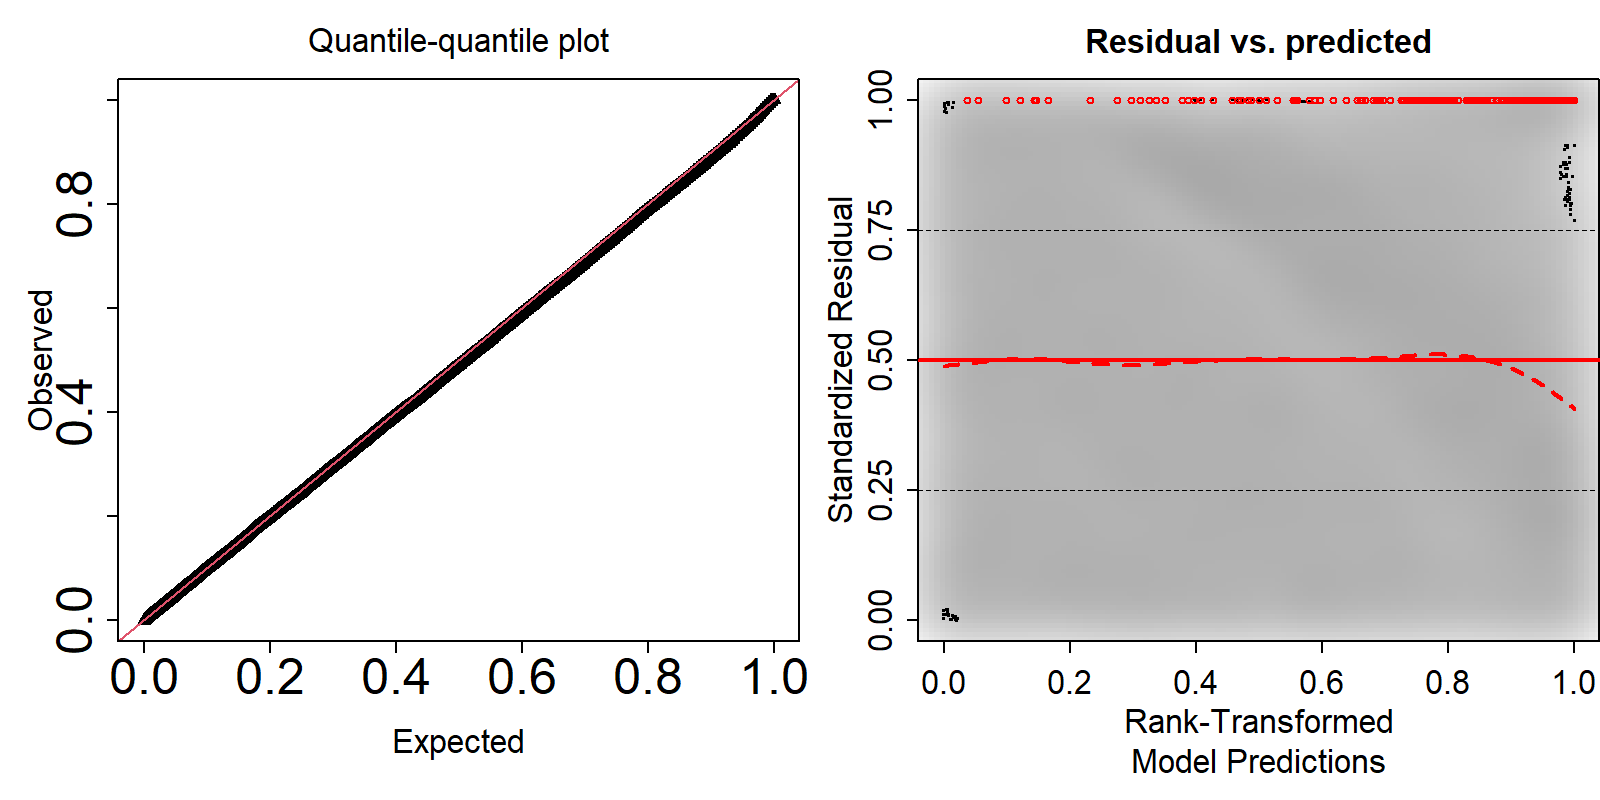 Quantile-quantile plot
Observed
0.0
0.4
0.8
0.0 0.2 0.4 0.6 0.8 1.0
Expected
Residual vs. predicted
Standardized Residual
0.00
0.25
0.50
0.75
1.00
0.0 0.2 0.4 0.6 0.8 1.0
Rank-Transformed
Model Predictions